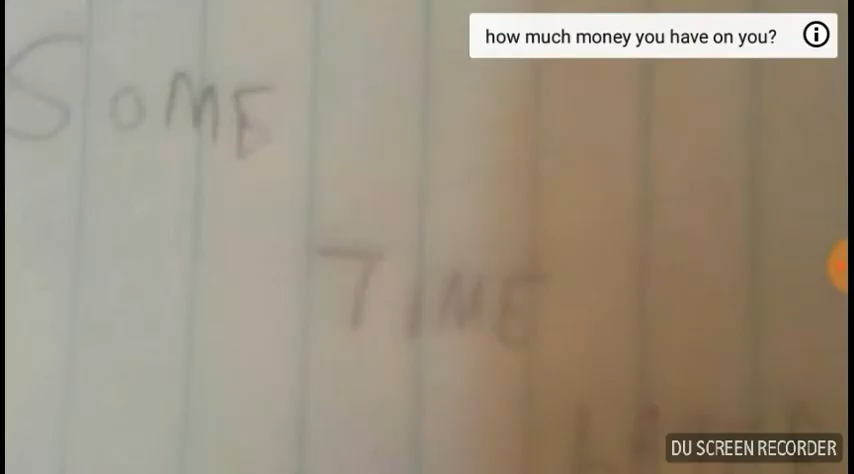 how much money you have on you?
SOME
TIME
DU SCREEN RECORDER